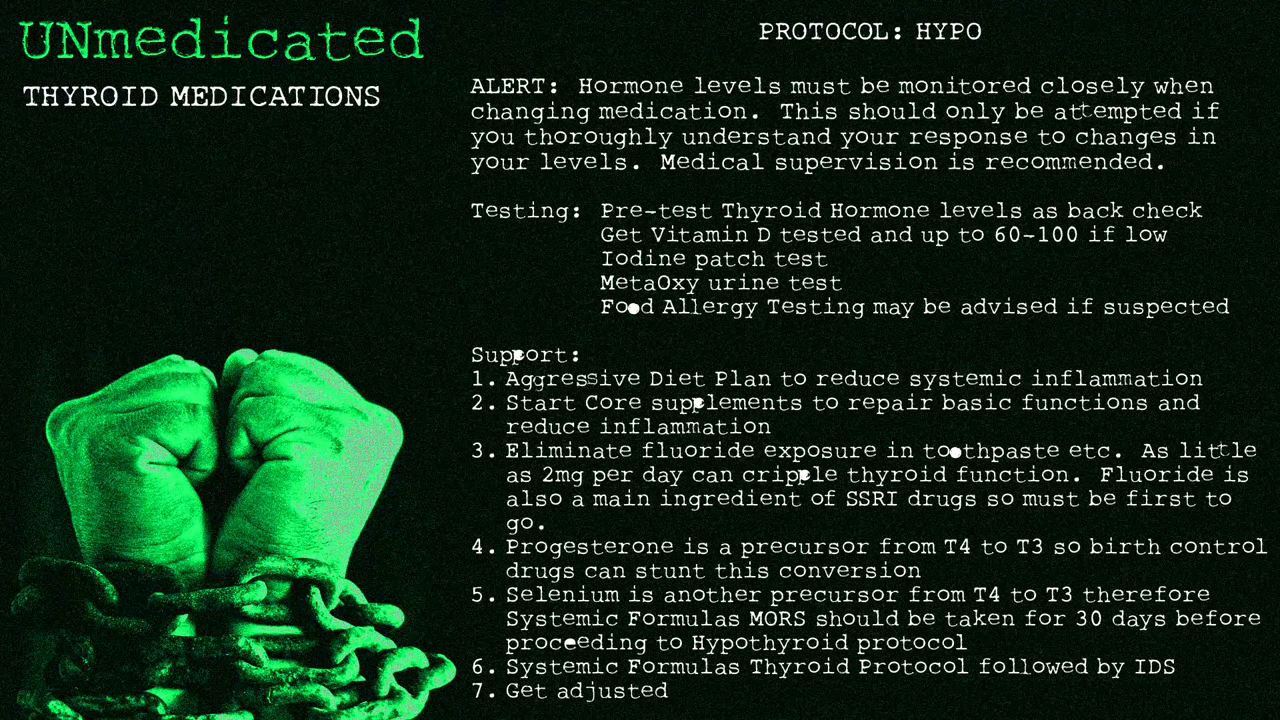 UNmedicated
THYROID MEDICATIONS
PROTOCOL: HYPO
ALERT: Hormone levels must be monitored closely when
changing medication. This should only be attempted if
you thoroughly understand your response to changes in
your levels. Medical supervision is recommended.
Testing: Pre-test Thyroid Hormone levels as back check
Get Vitamin D tested and up to 60-100 if low
Iodine patch test
MetaOxy urine test
Food Allergy Testing may be advised if suspected
Support:
1. Aggressive Diet Plan to reduce systemic inflammation
2. Start Core supplements to repair basic functions and
reduce inflammation
3. Eliminate fluoride exposure in toothpaste etc. As little
as 2mg per day can cripple thyroid function. Fluoride is
also a main ingredient of SSRI drugs so must be first to
go.
4. Progesterone is a precursor from T4 to T3 so birth control
drugs can stunt this conversion
5. Selenium is another precursor from T4 to T3 therefore
Systemic Formulas MORS should be taken for 30 days before
proceeding to Hypothyroid protocol
6. Systemic Formulas Thyroid Protocol followed by IDS
7. Get adjusted